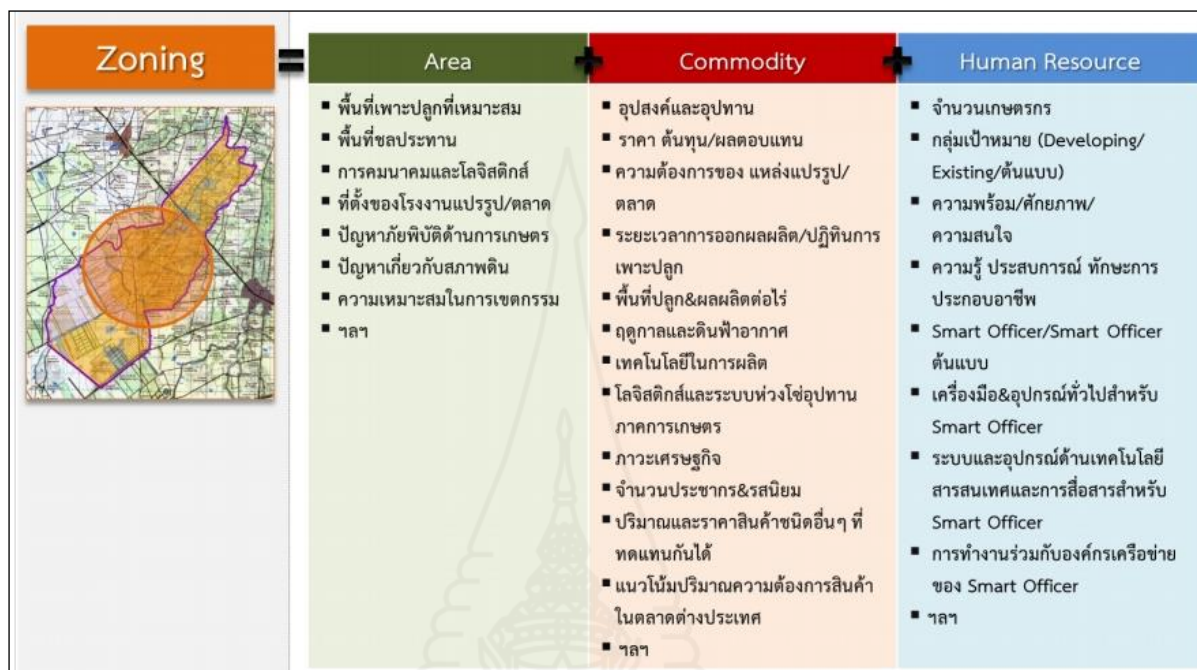 Zoning
=
Area
+
Commodity
+
Human Resource
▪ พื้นที่เพาะปลูกที่เหมาะสม
▪ พื้นที่ชลประทาน
▪ การคมนาคมและโลจิสติกส์
▪ ที่ตั้งของโรงงานแปรรูป/ตลาด
▪ ปัญหาภัยพิบัติด้านการเกษตร
▪ ปัญหาเกี่ยวกับสภาพดิน
▪ ความเหมาะสมในการเขตกรรม
▪ ฯลฯ
▪ อุปสงค์และอุปทาน
▪ ราคา ต้นทุน/ผลตอบแทน
▪ ความต้องการของ แหล่งแปรรูป/
ตลาด
▪ ระยะเวลาการออกผลผลิต/ปฏิทินการ
เพาะปลูก
▪ พื้นที่ปลูก&ผลผลิตต่อไร่
▪ ฤดูกาลและดินฟ้าอากาศ
▪ เทคโนโลยีในการผลิต
▪ โลจิสติกส์และระบบห่วงโซ่อุปทาน
ภาคการเกษตร
▪ ภาวะเศรษฐกิจ
▪ จำนวนประชากร&รสนิยม
▪ ปริมาณและราคาสินค้าชนิดอื่นๆ ที่
ทดแทนกันได้
▪ แนวโน้มปริมาณความต้องการสินค้า
ในตลาดต่างประเทศ
▪ ฯลฯ
▪ จำนวนเกษตรกร
▪ กลุ่มเป้าหมาย (Developing/
Existing/ต้นแบบ)
▪ ความพร้อม/ศักยภาพ/
ความสนใจ
▪ ความรู้ ประสบการณ์ ทักษะการ
ประกอบอาชีพ
▪ Smart Officer/Smart Officer
ต้นแบบ
▪ เครื่องมือ&อุปกรณ์ทั่วไปสำหรับ
Smart Officer
▪ ระบบและอุปกรณ์ด้านเทคโนโลยี
สารสนเทศและการสื่อสารสำหรับ
Smart Officer
▪ การทำงานร่วมกับองค์กรเครือข่าย
ของ Smart Officer
▪ ฯลฯ